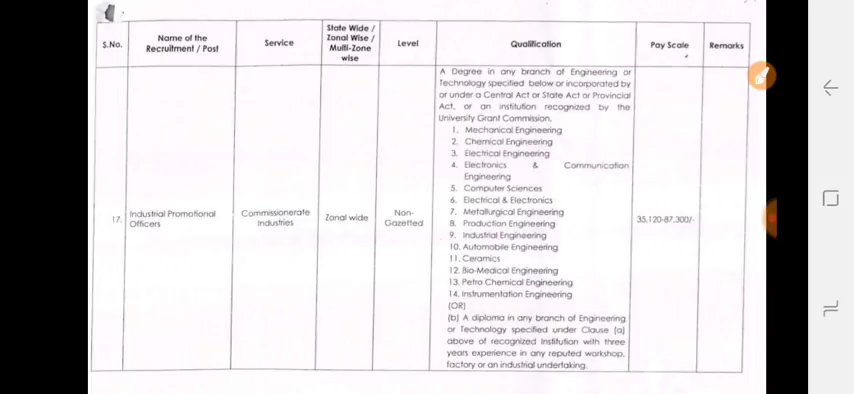 S.No.
Name of the
Recruitment / Post
Service
State Wide /
Zonal Wise /
Multi-Zone
wise
Level
Qualification
Pay Scale
Remarks
17.
Industrial Promotional
Officers
Commissionerate
Industries
Zonal wide
Non-
Gazetted
A Degree in any branch of Engineering or
Technology specified below or incorporated by
or under a Central Act or State Act or Provincial
Act, or an institution recognized by the
University Grant Commission.
1. Mechanical Engineering
2. Chemical Engineering
3. Electrical Engineering
4. Electronics & Communication
Engineering
5. Computer Sciences
6. Electrical & Electronics
7. Metallurgical Engineering
8. Production Engineering
9. Industrial Engineering
10. Automobile Engineering
11. Ceramics
12. Bio-Medical Engineering
13. Petro Chemical Engineering
14. Instrumentation Engineering
(OR)
(b) A diploma in any branch of Engineering
or Technology specified under Clause (a)
above of recognized Institution with three
years experience in any reputed workshop,
factory or an industrial undertaking.
35,120-87,300/-